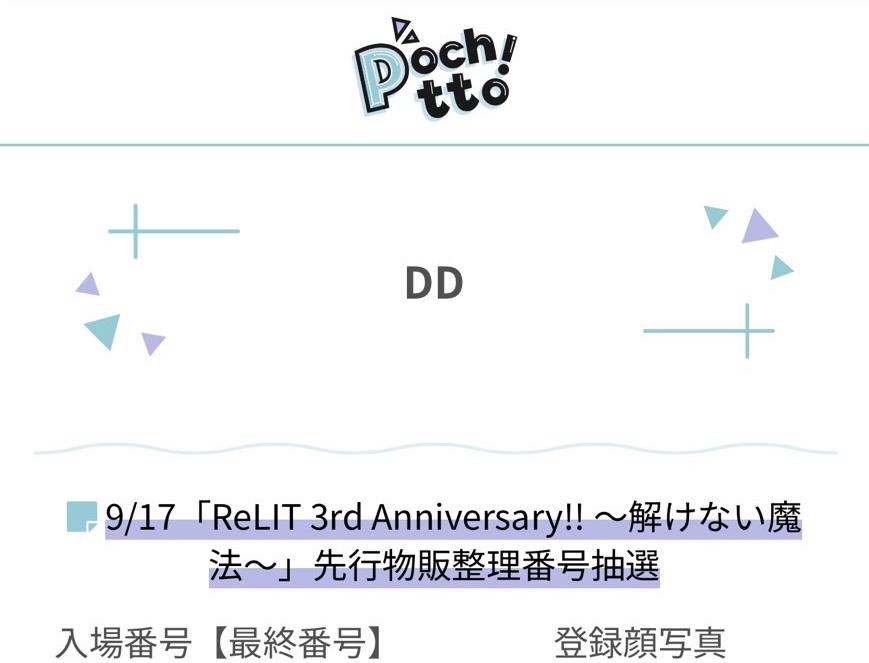 Poch!
tto
DD
9/17「ReLIT 3rd Anniversary!! ～解けない魔
法～」先行物販整理番号抽選
入場番号【最終番号】 登録顔写真